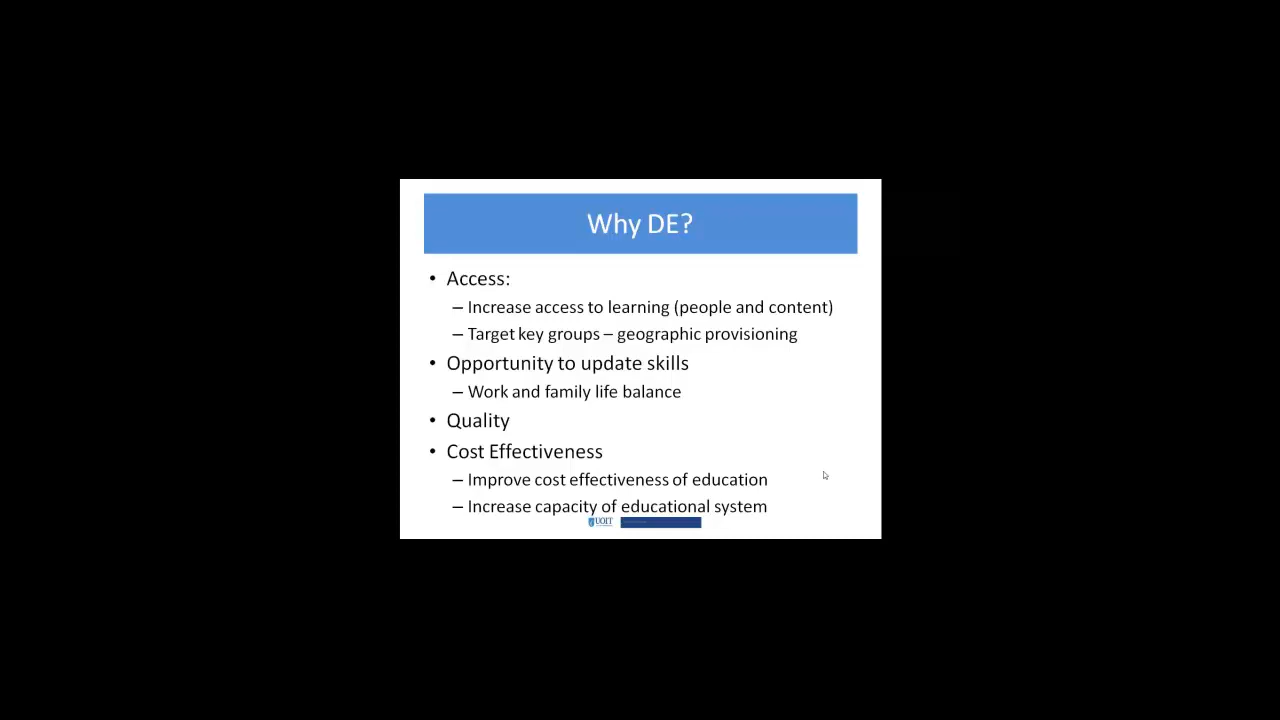 Why DE?
• Access:
– Increase access to learning (people and content)
– Target key groups – geographic provisioning
• Opportunity to update skills
– Work and family life balance
• Quality
• Cost Effectiveness
– Improve cost effectiveness of education
– Increase capacity of educational system
UOIT